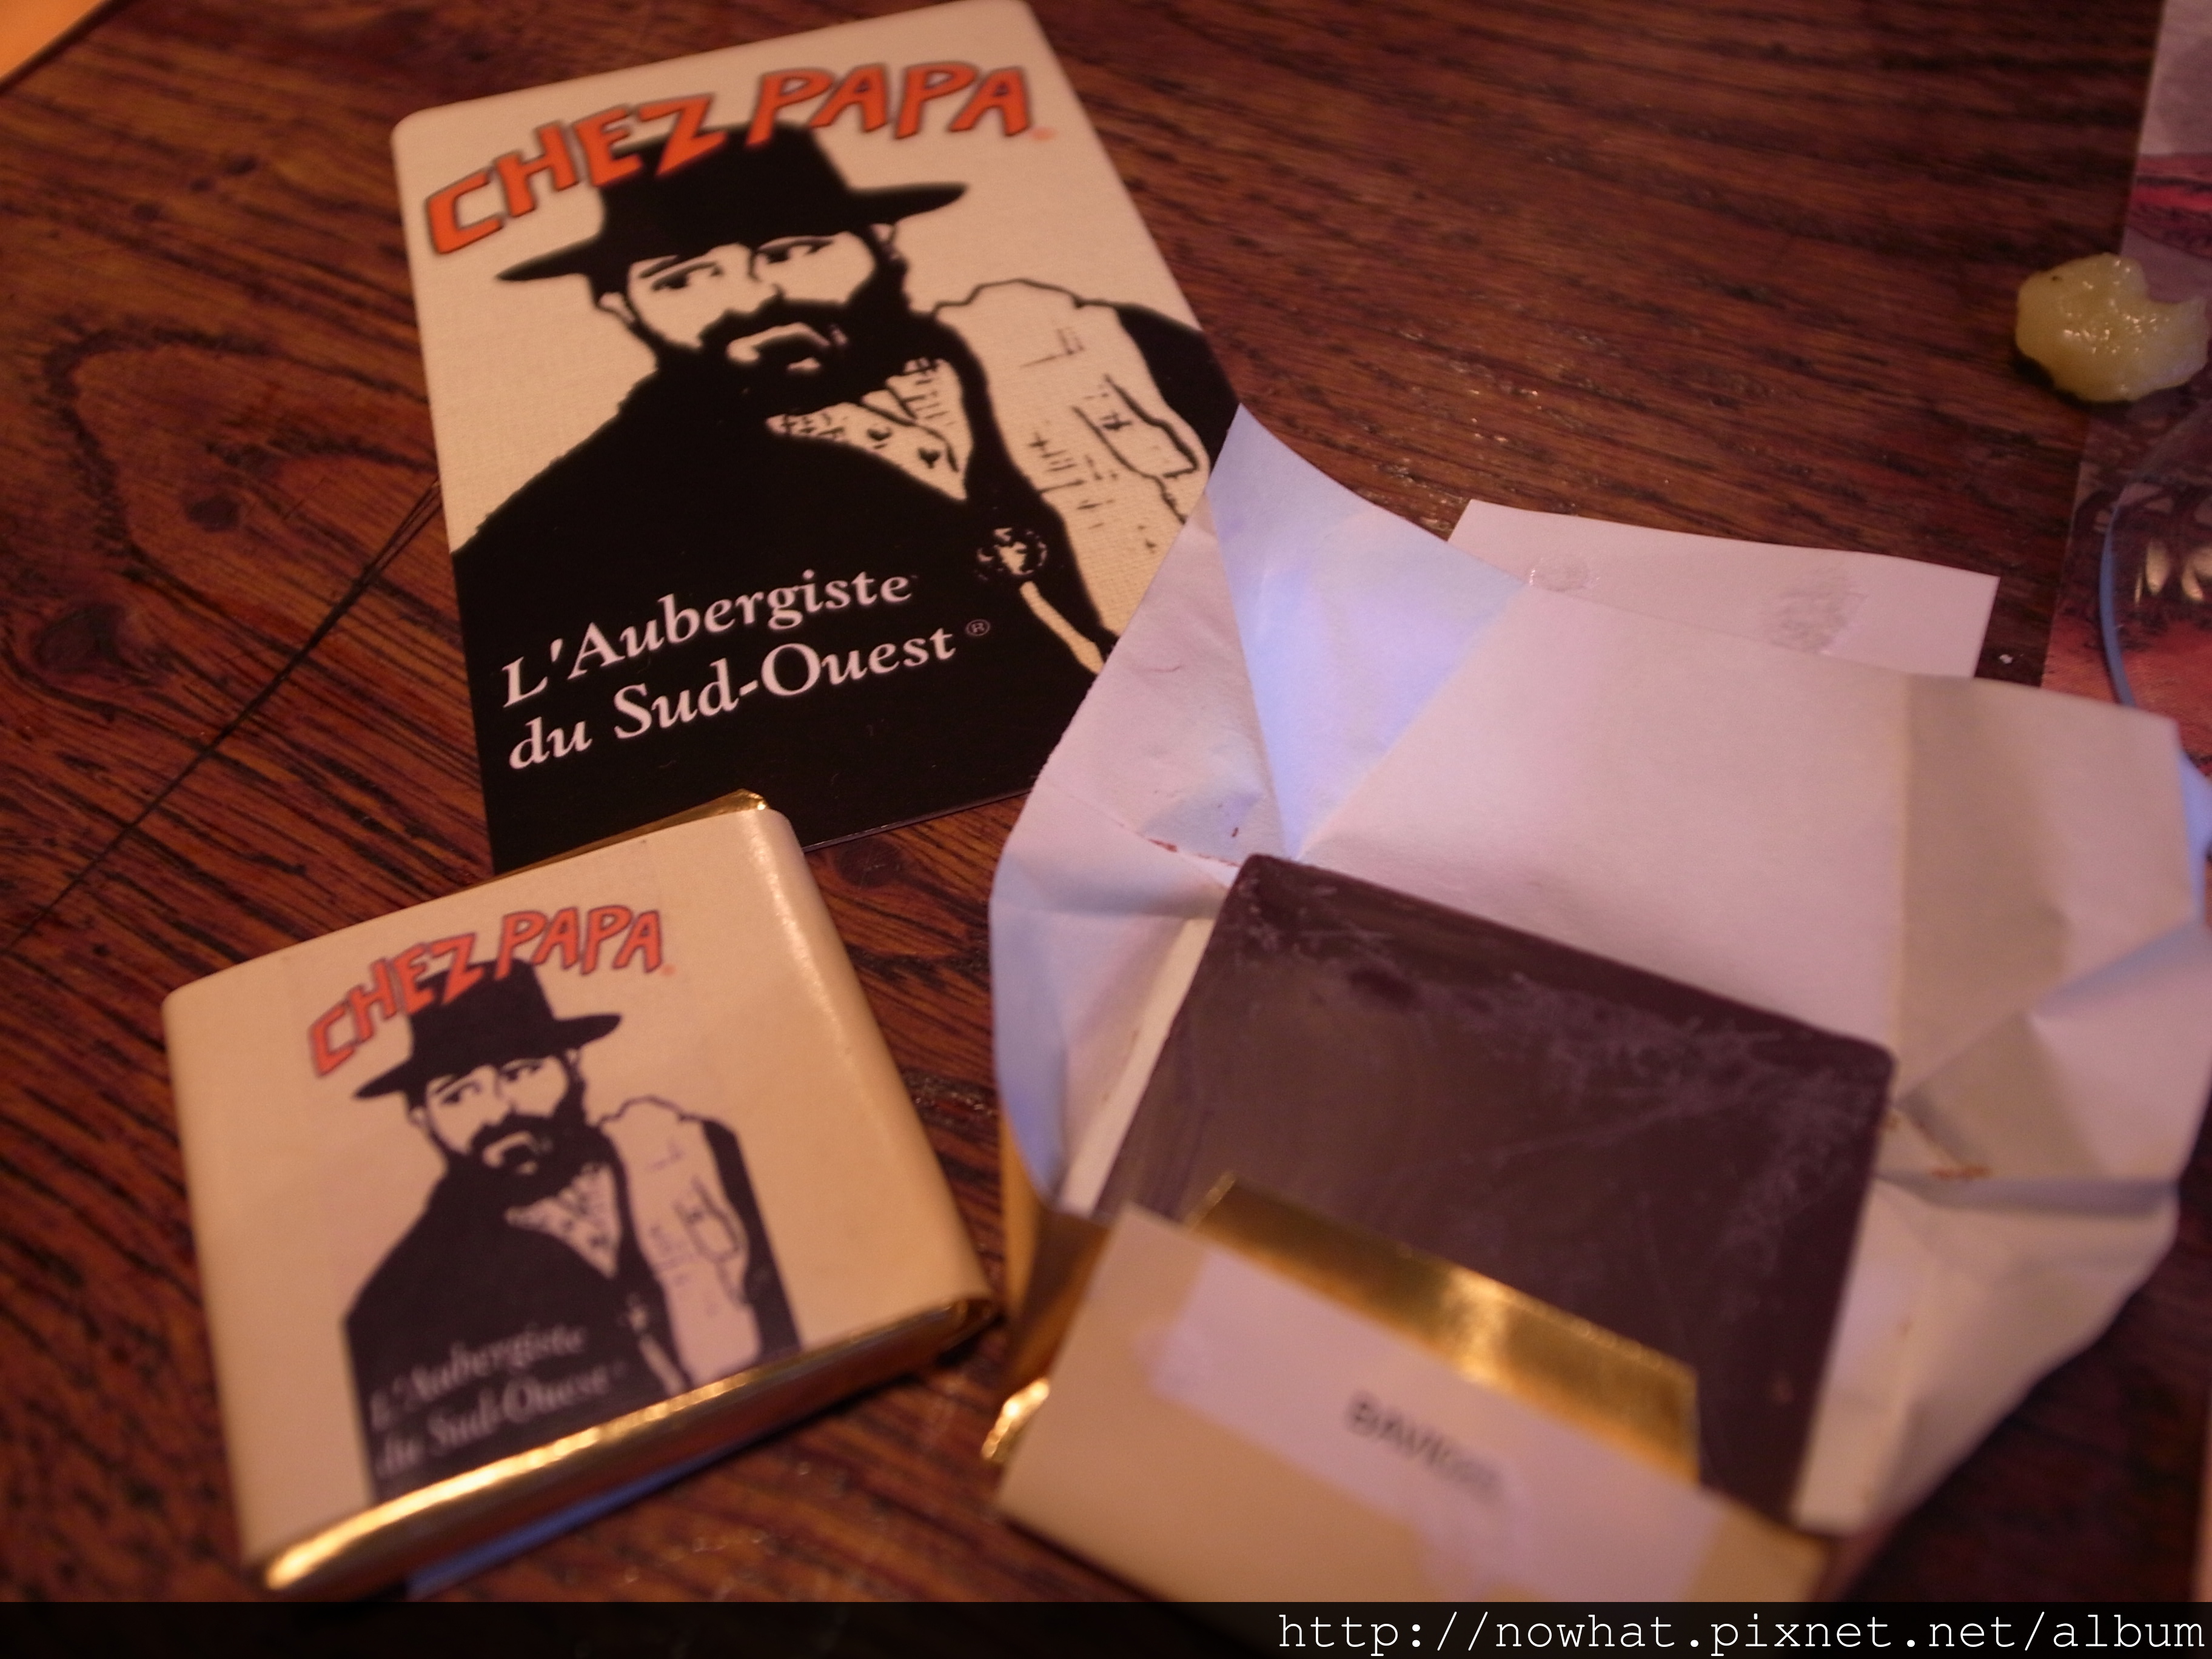 CHEZ PAPA
L'Aubergiste
du Sud-Ouest ®
CHEZ PAPA
L'Aubergiste
du Sud-Ouest
http://nowhat.pixnet.net/album